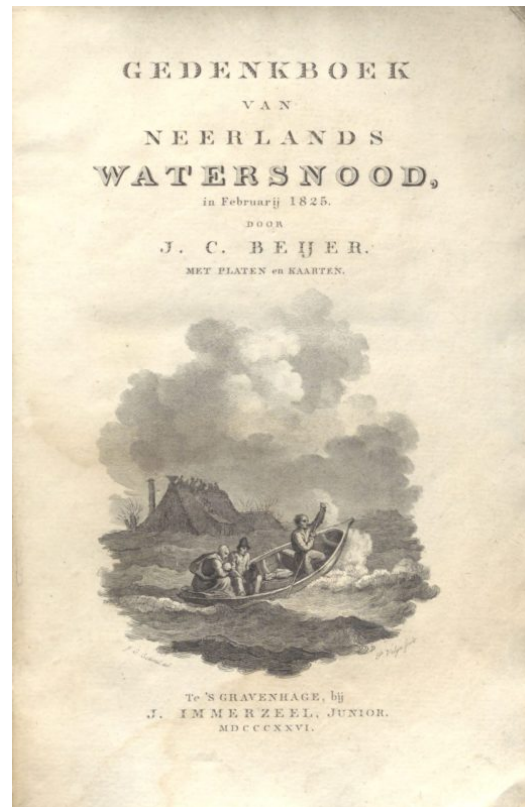 GEDENKBOEK
VAN
NEERLANDS
WATERSNOOD,
in Februarij 1825.
DOOR
J. C. BEIJER.
MET PLATEN en KAARTEN.
Te 'S GRAVENHAGE, bij
J. IMMERZEEL, JUNIOR.
MDCCCXXVI.